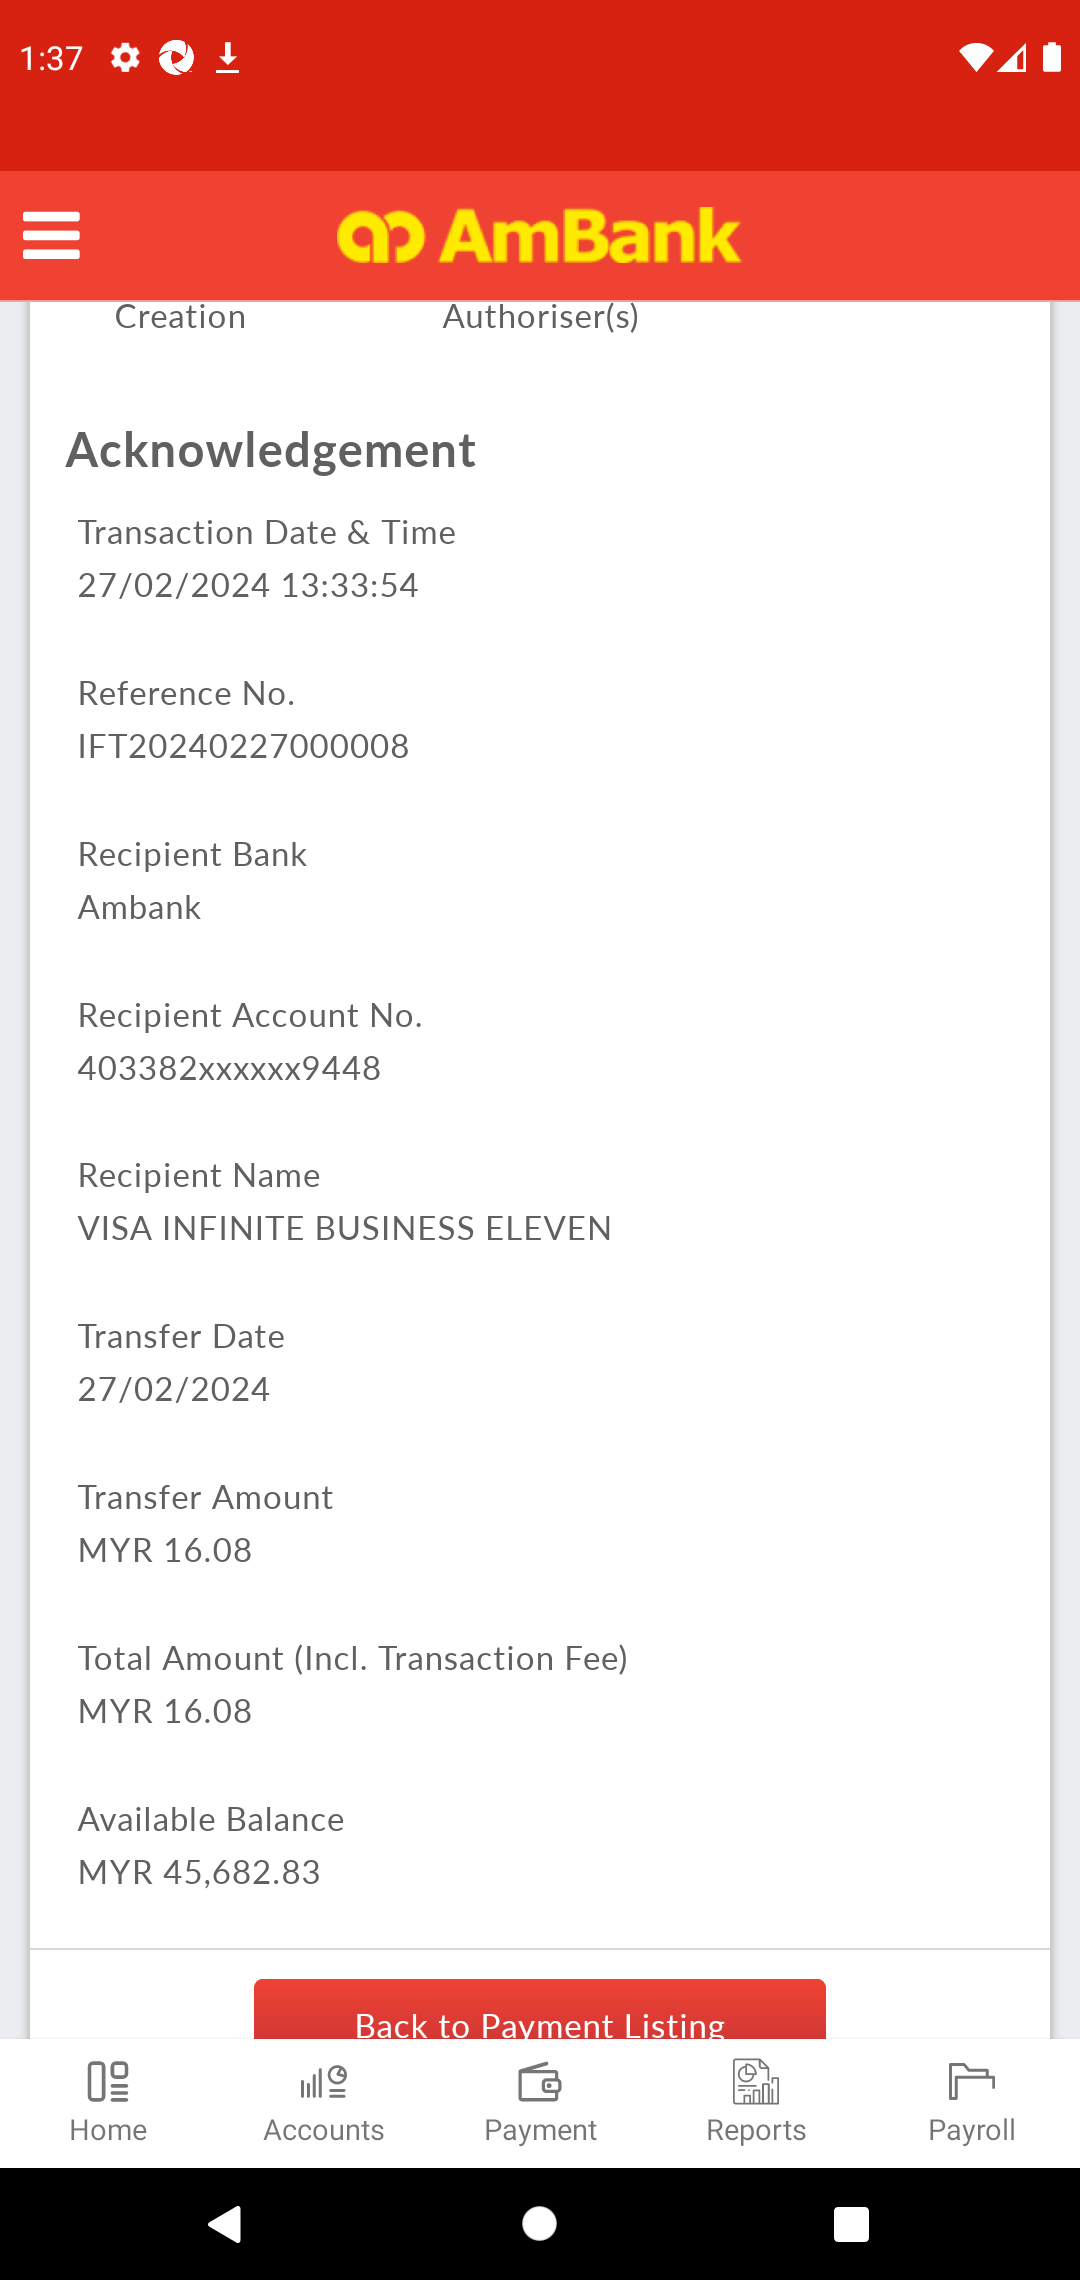 1:37
AmBank
Creation Authoriser(s)
Acknowledgement
Transaction Date & Time
27/02/2024 13:33:54
Reference No.
IFT20240227000008
Recipient Bank
Ambank
Recipient Account No.
403382xxxxxx9448
Recipient Name
VISA INFINITE BUSINESS ELEVEN
Transfer Date
27/02/2024
Transfer Amount
MYR 16.08
Total Amount (Incl. Transaction Fee)
MYR 16.08
Available Balance
MYR 45,682.83
Back to Payment Listing
Home Accounts Payment Reports Payroll